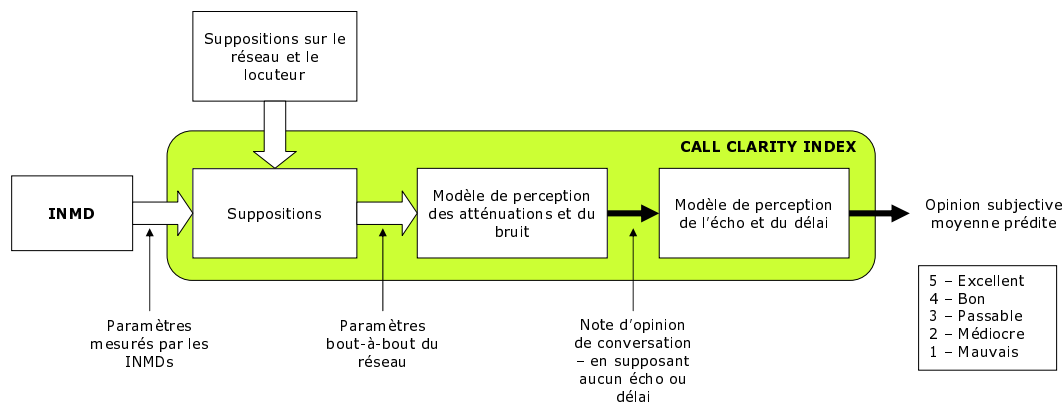 Suppositions sur le
réseau et le
locuteur
CALL CLARITY INDEX
INMD
Suppositions
Modèle de perception
des atténuations et du
bruit
Modèle de perception
de l'écho et du délai
Opinion subjective
moyenne prédite
5 – Excellent
4 – Bon
3 – Passable
2 – Médiocre
1 – Mauvais
Paramètres
mesurés par les
INMDs
Paramètres
bout-à-bout du
réseau
Note d'opinion
de conversation
– en supposant
aucun écho ou
délai